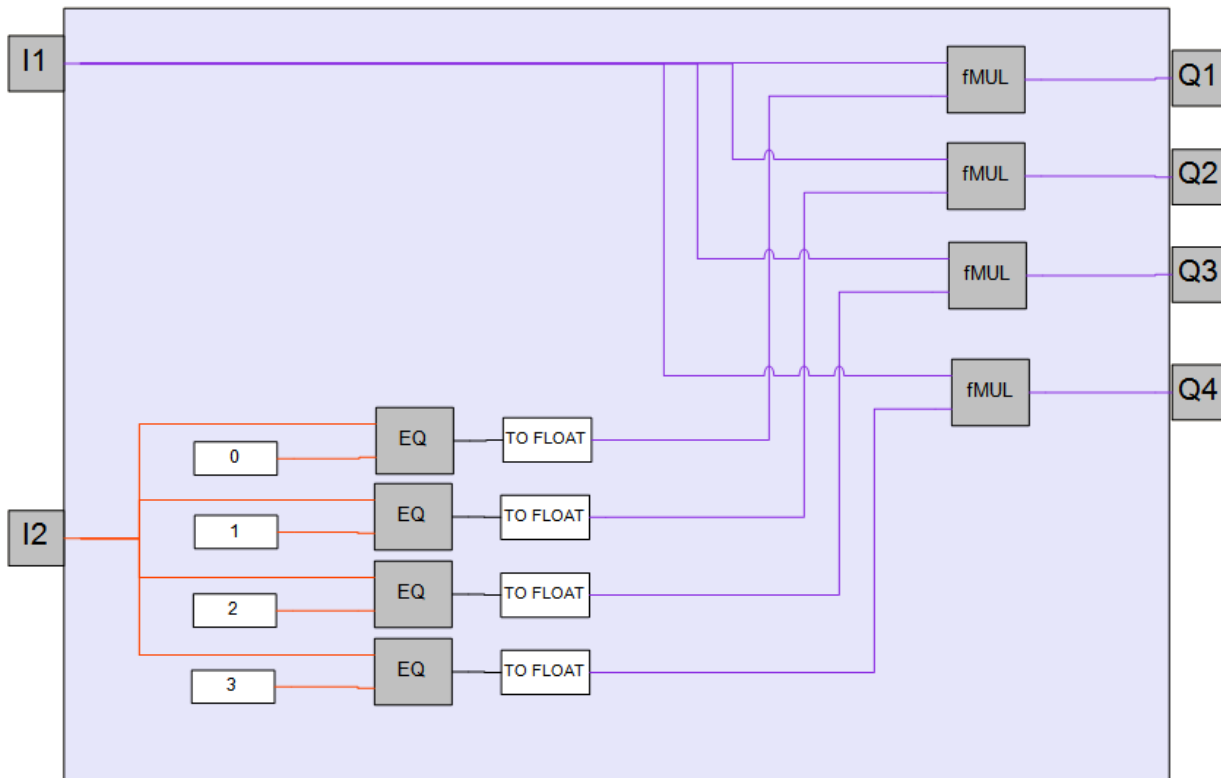 I1
fMUL
Q1
fMUL
Q2
fMUL
Q3
fMUL
Q4
EQ
TO FLOAT
0
EQ
TO FLOAT
1
I2
EQ
TO FLOAT
2
EQ
TO FLOAT
3